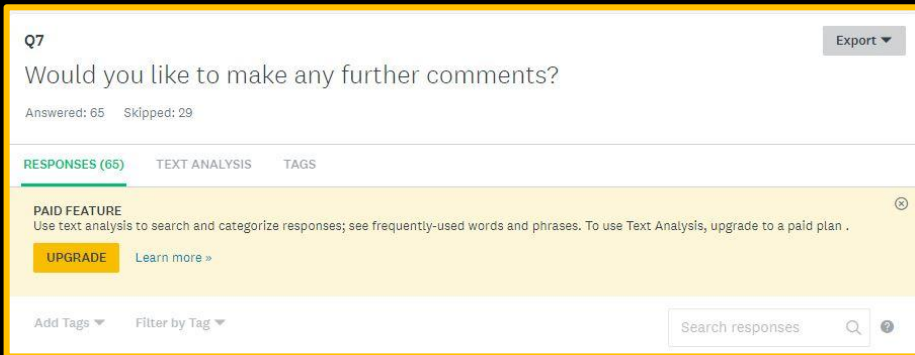 Q7
Export
Would you like to make any further comments?
Answered: 65 Skipped: 29
RESPONSES (65) TEXT ANALYSIS TAGS
PAID FEATURE
Use text analysis to search and categorize responses; see frequently-used words and phrases. To use Text Analysis, upgrade to a paid plan .
UPGRADE Learn more »
Add Tags Filter by Tag Search responses ?